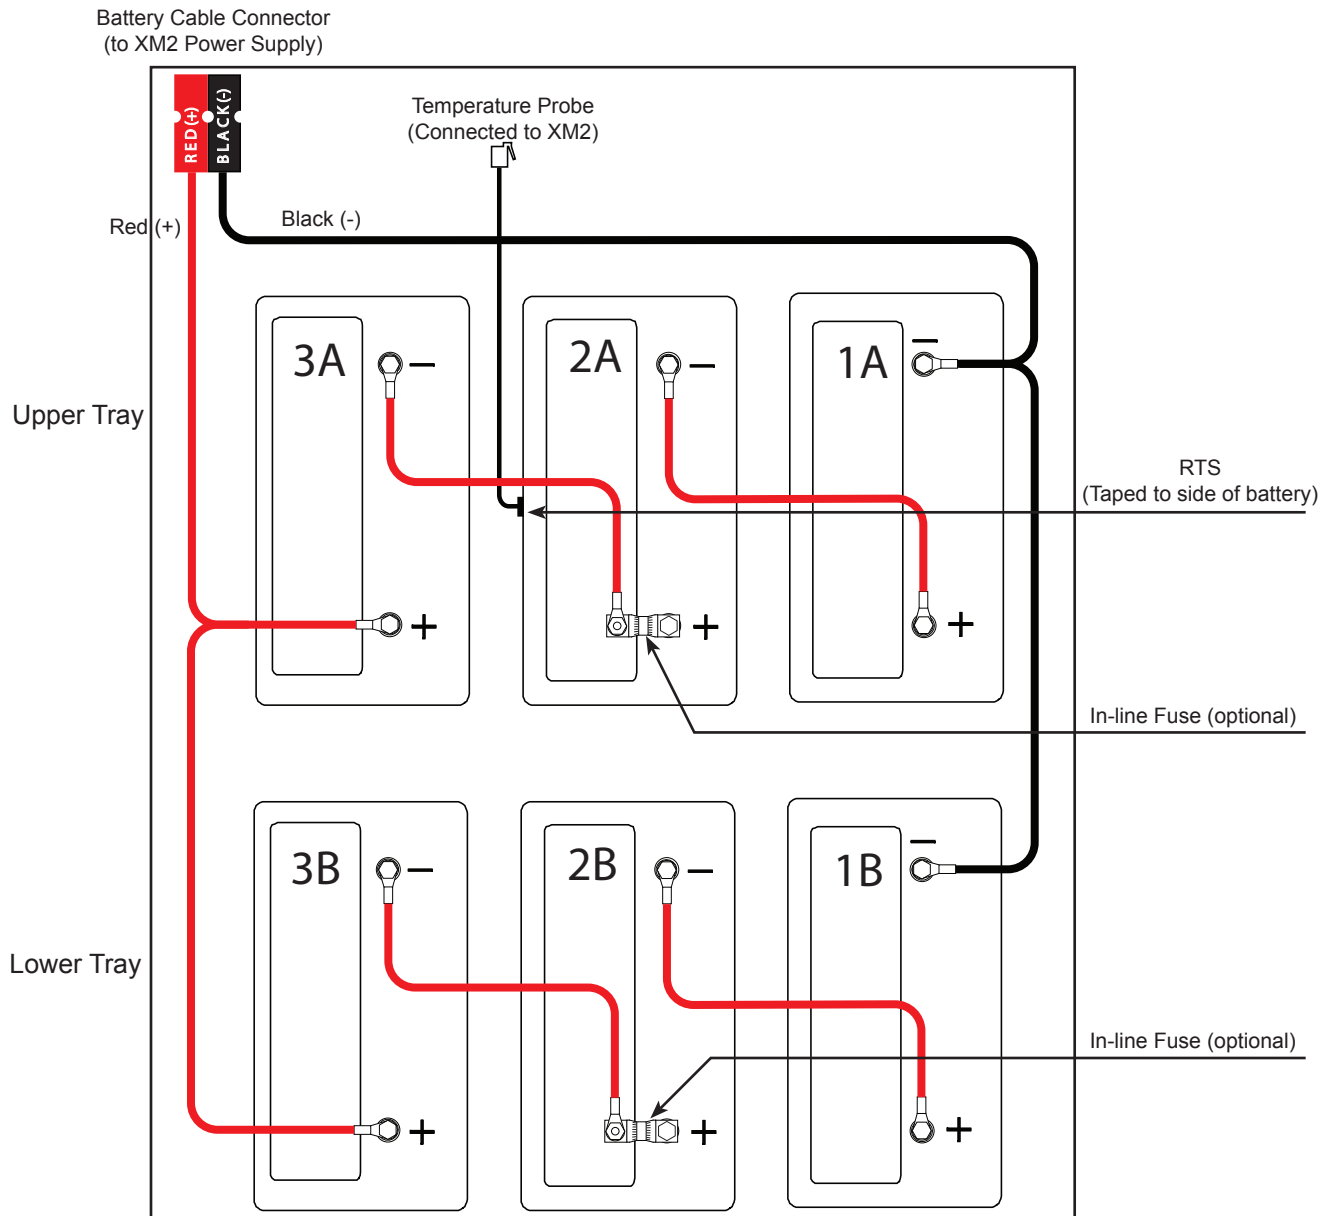 Battery Cable Connector
(to XM2 Power Supply)
RED(+)
BLACK(-)
Temperature Probe
(Connected to XM2)
Red (+)
Black (-)
3A
−
2A
−
1A
−
Upper Tray
RTS
(Taped to side of battery)
+
+
+
In-line Fuse (optional)
3B
−
2B
−
1B
−
Lower Tray
In-line Fuse (optional)
+
+
+